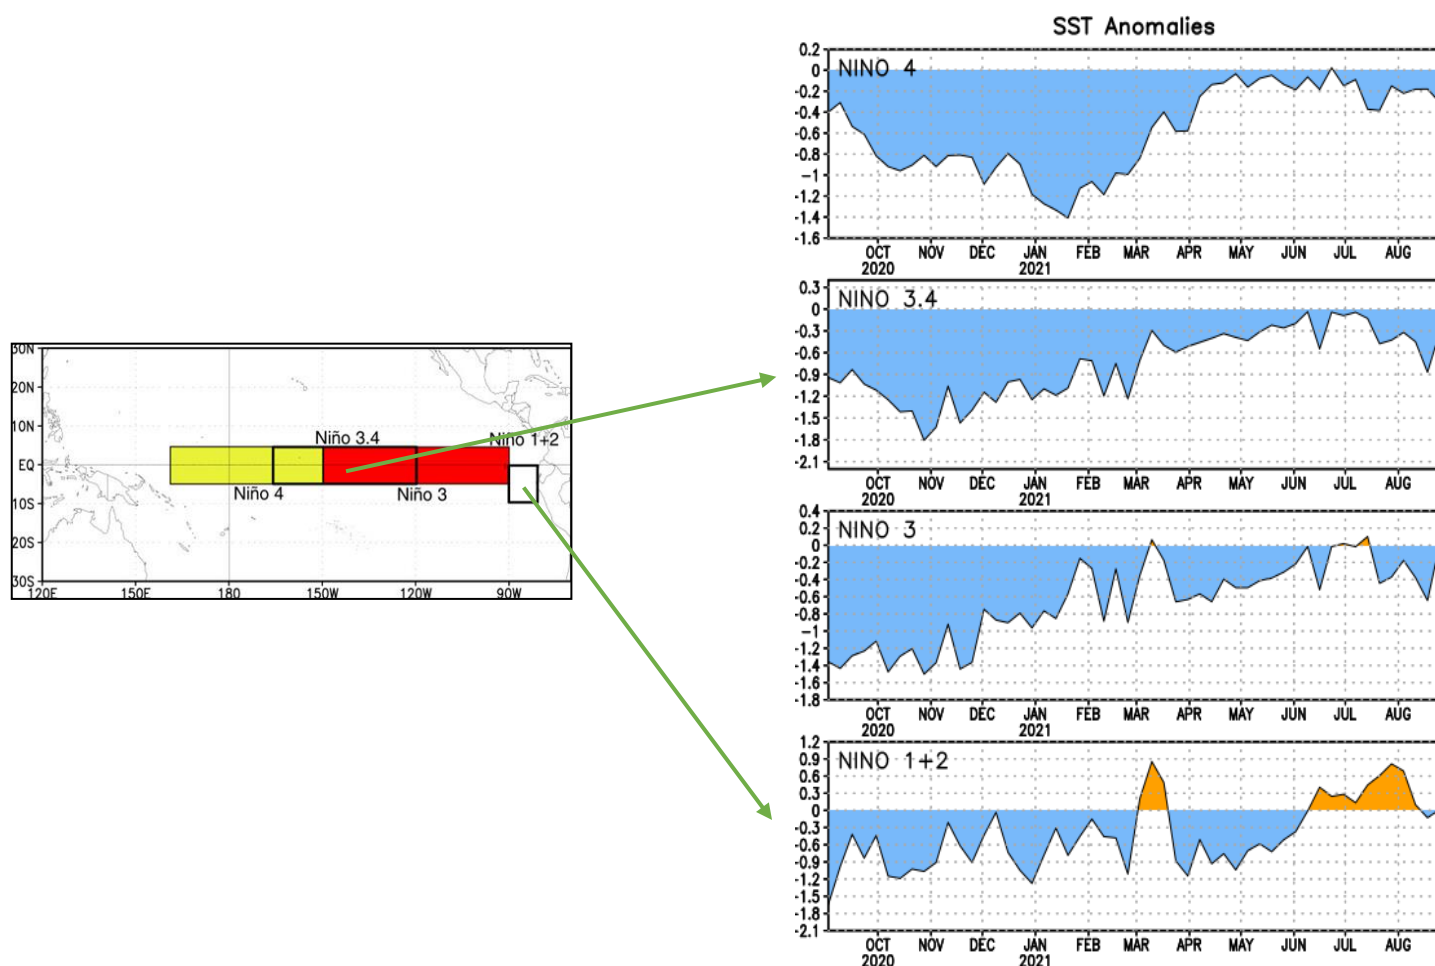 30N
20N
10N
EQ
10S
20S
30S
120E 150E 180 150W 120W 90W
Niño 3.4
Niño 1+2
Niño 4
Niño 3
SST Anomalies
NINO 4
0.2
0
-0.2
-0.4
-0.6
-0.8
-1
-1.2
-1.4
-1.6
OCT NOV DEC JAN FEB MAR APR MAY JUN JUL AUG
2020 2021
NINO 3.4
0.3
0
-0.3
-0.6
-0.9
-1.2
-1.5
-1.8
-2.1
OCT NOV DEC JAN FEB MAR APR MAY JUN JUL AUG
2020 2021
NINO 3
0.4
0.2
0
-0.2
-0.4
-0.6
-0.8
-1
-1.2
-1.4
-1.6
-1.8
OCT NOV DEC JAN FEB MAR APR MAY JUN JUL AUG
2020 2021
NINO 1+2
1.2
0.9
0.6
0.3
0
-0.3
-0.6
-0.9
-1.2
-1.5
-1.8
-2.1
OCT NOV DEC JAN FEB MAR APR MAY JUN JUL AUG
2020 2021